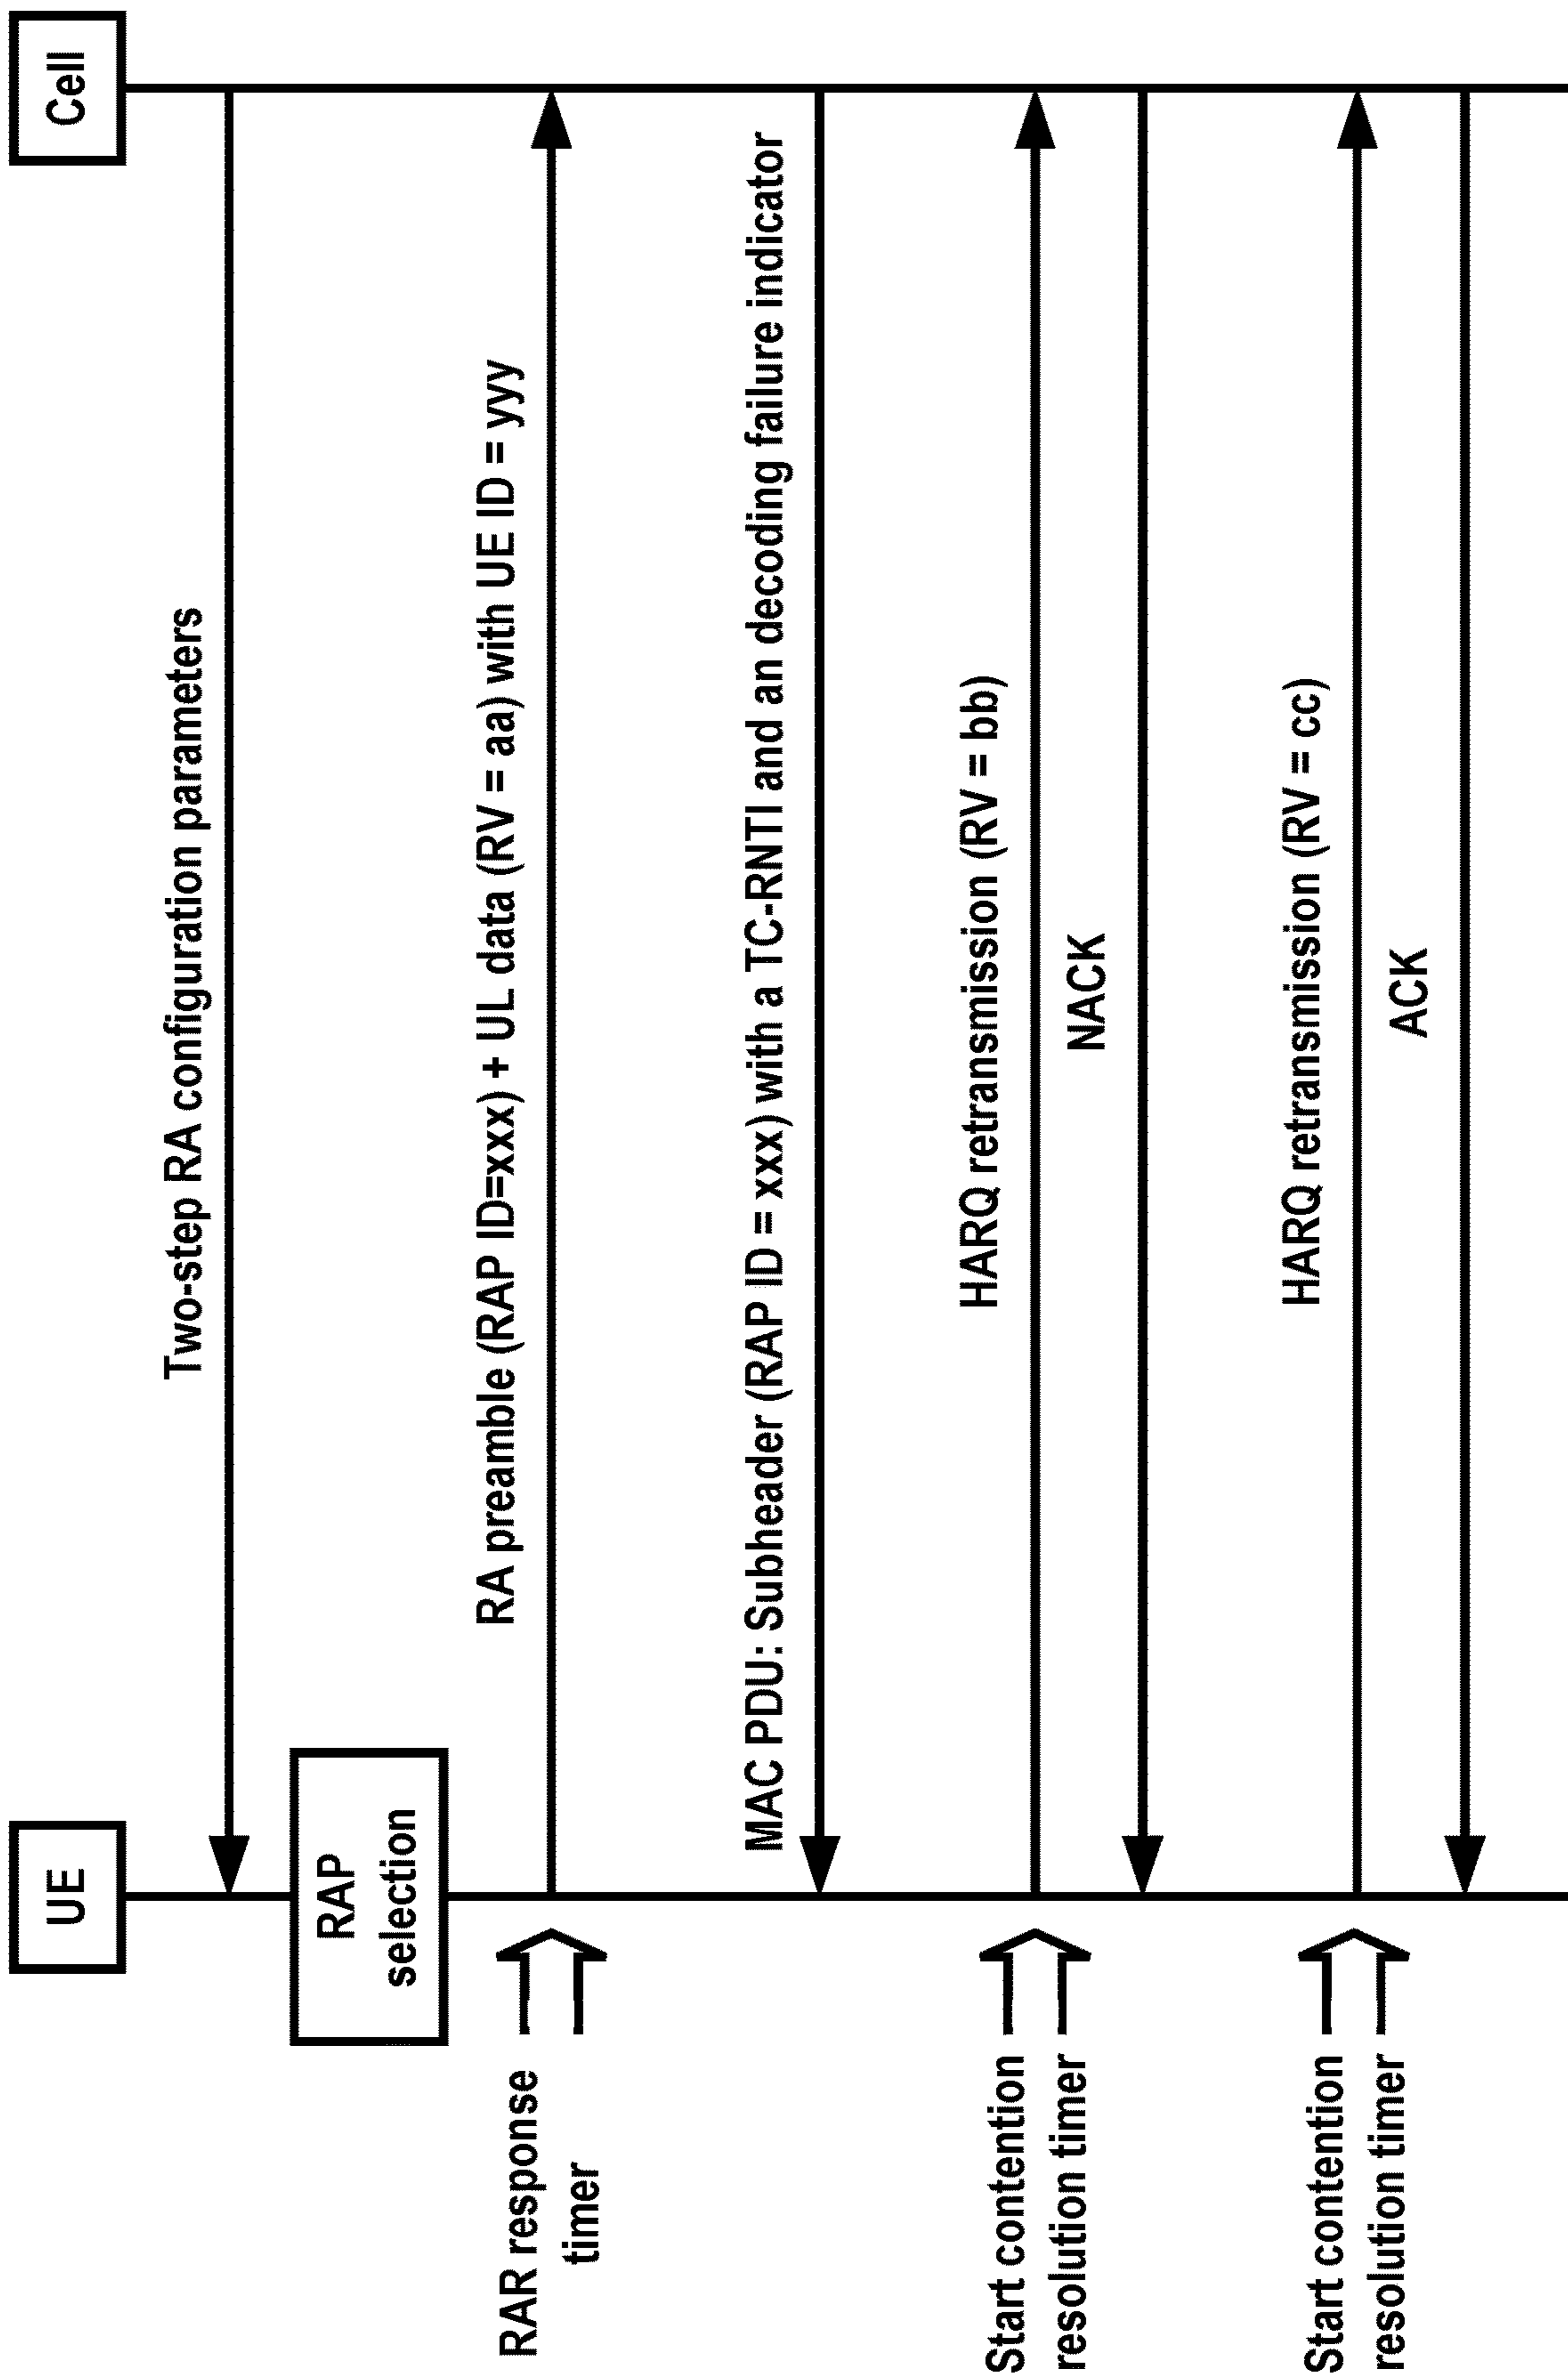 UE
Cell
Two-step RA configuration parameters
RAP
selection
RA preamble (RAP ID=xxx) + UL data (RV = aa) with UE ID = yyy
RAR response
timer
MAC PDU: Subheader (RAP ID = xxx) with a TC-RNTI and an decoding failure indicator
HARQ retransmission (RV = bb)
Start contention
resolution timer
NACK
HARQ retransmission (RV = cc)
Start contention
resolution timer
ACK